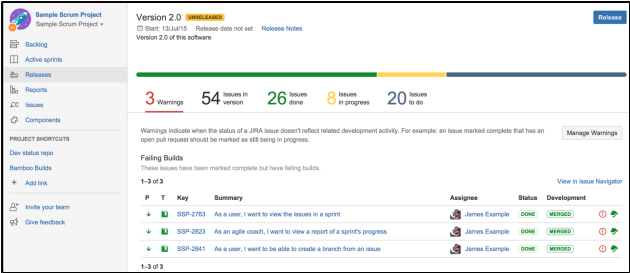 Sample Scrum Project
Sample Scrum Project
Version 2.0 UNRELEASED
Release
Start: 13/Jul/15 Release date not set Release Notes
Version 2.0 of this software
Backlog
Active sprints
Releases
Reports
Issues
Components
PROJECT SHORTCUTS
Dev status repo
Bamboo Builds
+ Add link
Invite your team
Give feedback
3 Warnings
54 Issues in version
26 Issues done
8 Issues in progress
20 Issues to do
Warnings indicate when the status of a JIRA issue doesn't reflect related development activity. For example: an issue marked complete that has an
open pull request should be marked as still being in progress.
Manage Warnings
Failing Builds
These issues have been marked complete but have failing builds.
1–3 of 3
View in Issue Navigator
P T Key Summary Assignee Status Development
SSP-2763 As a user, I want to view the issues in a sprint James Example DONE MERGED
SSP-2823 As an agile coach, I want to view a report of a sprint's progress James Example DONE MERGED
SSP-2841 As a user, I want to be able to create a branch from an issue James Example DONE MERGED
1–3 of 3